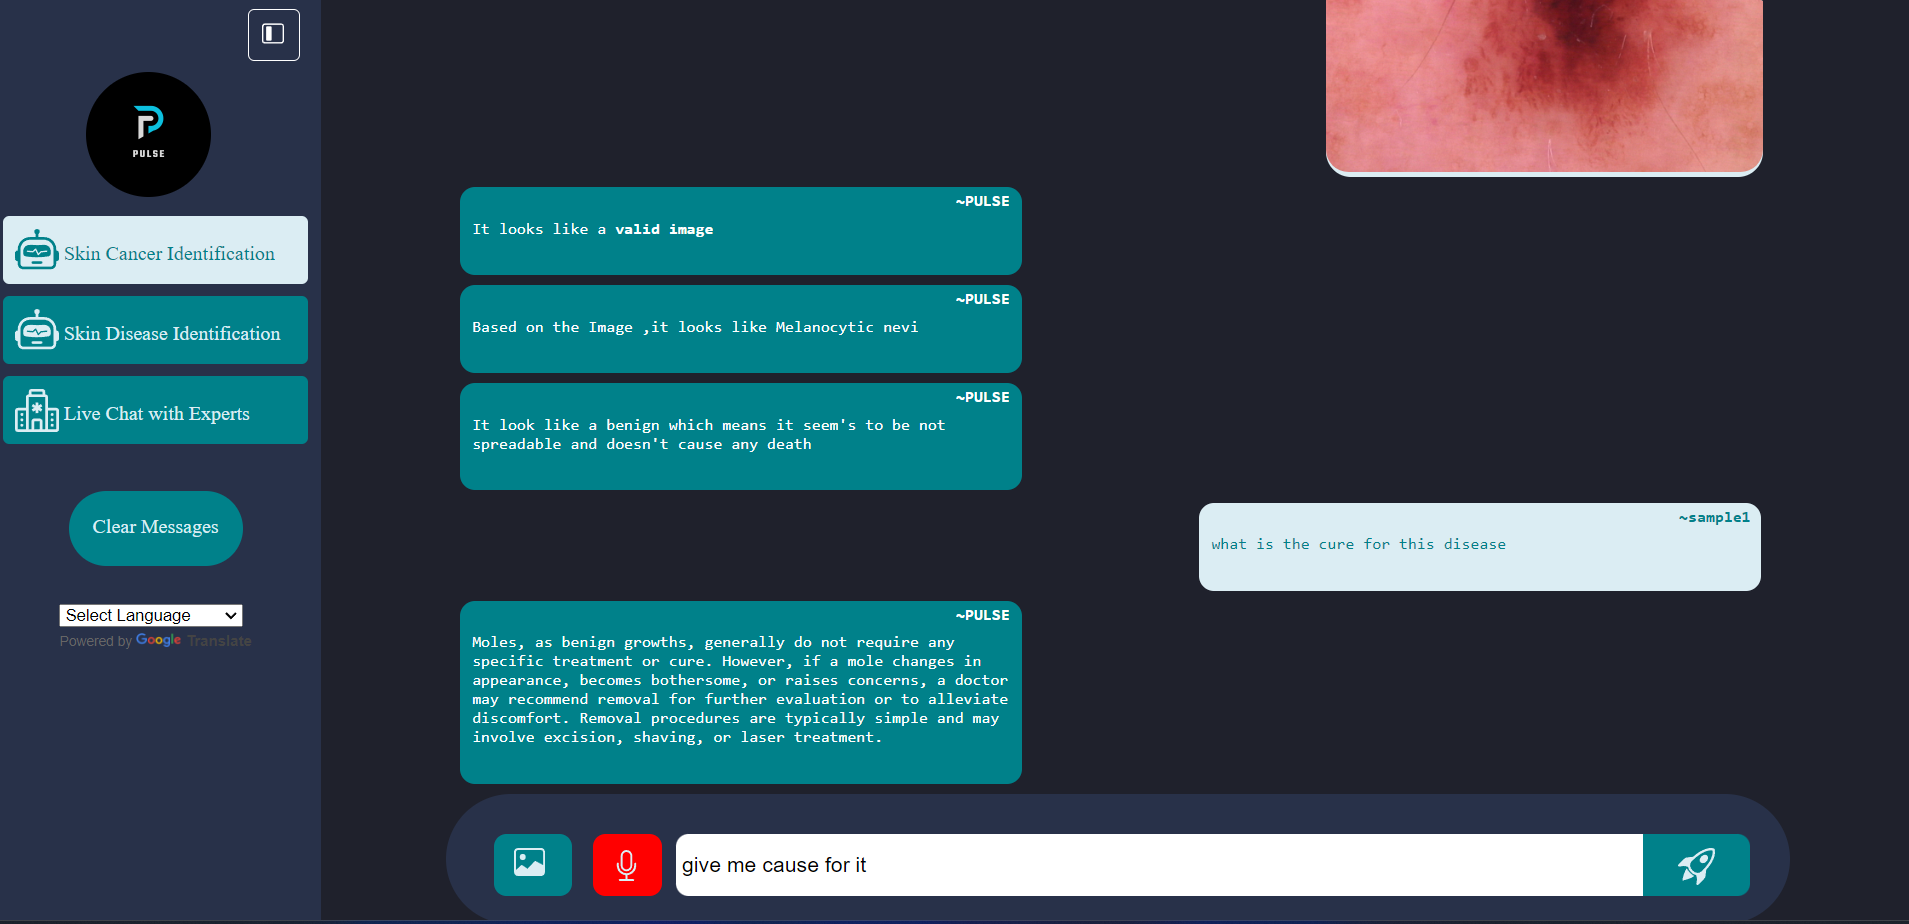 PULSE
Skin Cancer Identification
Skin Disease Identification
Live Chat with Experts
Clear Messages
Select Language
Powered by Google Translate
~PULSE
It looks like a valid image
~PULSE
Based on the Image ,it looks like Melanocytic nevi
~PULSE
It look like a benign which means it seem's to be not
spreadable and doesn't cause any death
~sample1
what is the cure for this disease
~PULSE
Moles, as benign growths, generally do not require any
specific treatment or cure. However, if a mole changes in
appearance, becomes bothersome, or raises concerns, a doctor
may recommend removal for further evaluation or to alleviate
discomfort. Removal procedures are typically simple and may
involve excision, shaving, or laser treatment.
give me cause for it